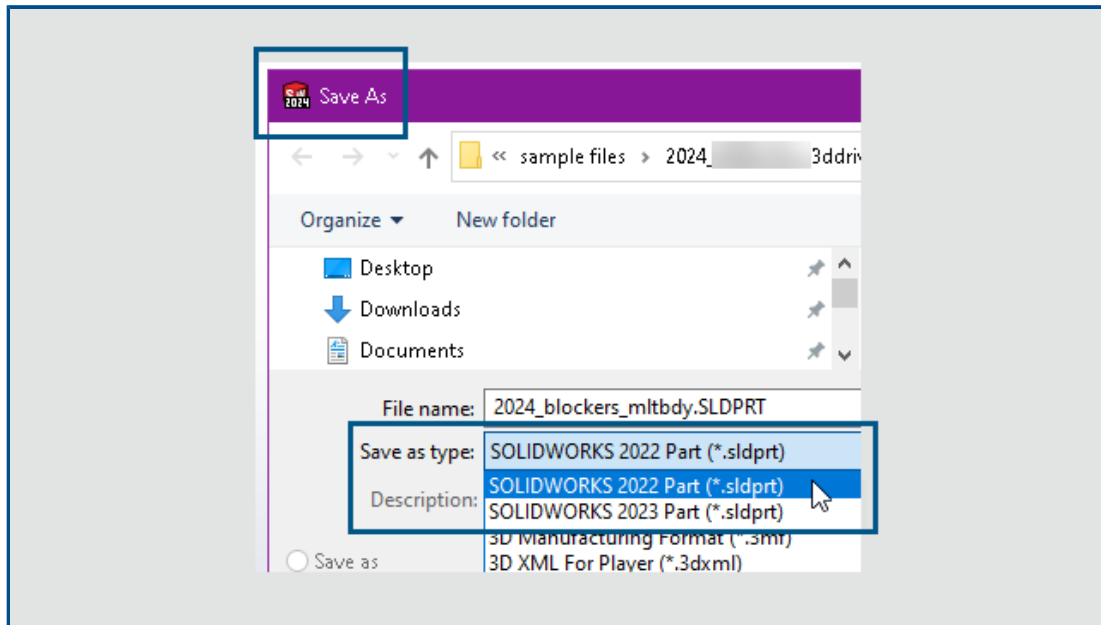 SW
2024
Save As
« sample files > 2024_ 3ddriv
Organize New folder
Desktop
Downloads
Documents
File name: 2024_blockers_mltbdy.SLDPRT
Save as type: SOLIDWORKS 2022 Part (*.sldprt)
SOLIDWORKS 2022 Part (*.sldprt)
Description:
SOLIDWORKS 2023 Part (*.sldprt)
3D Manufacturing Format (*.3mf)
Save as
3D XML For Player (*.3dxml)